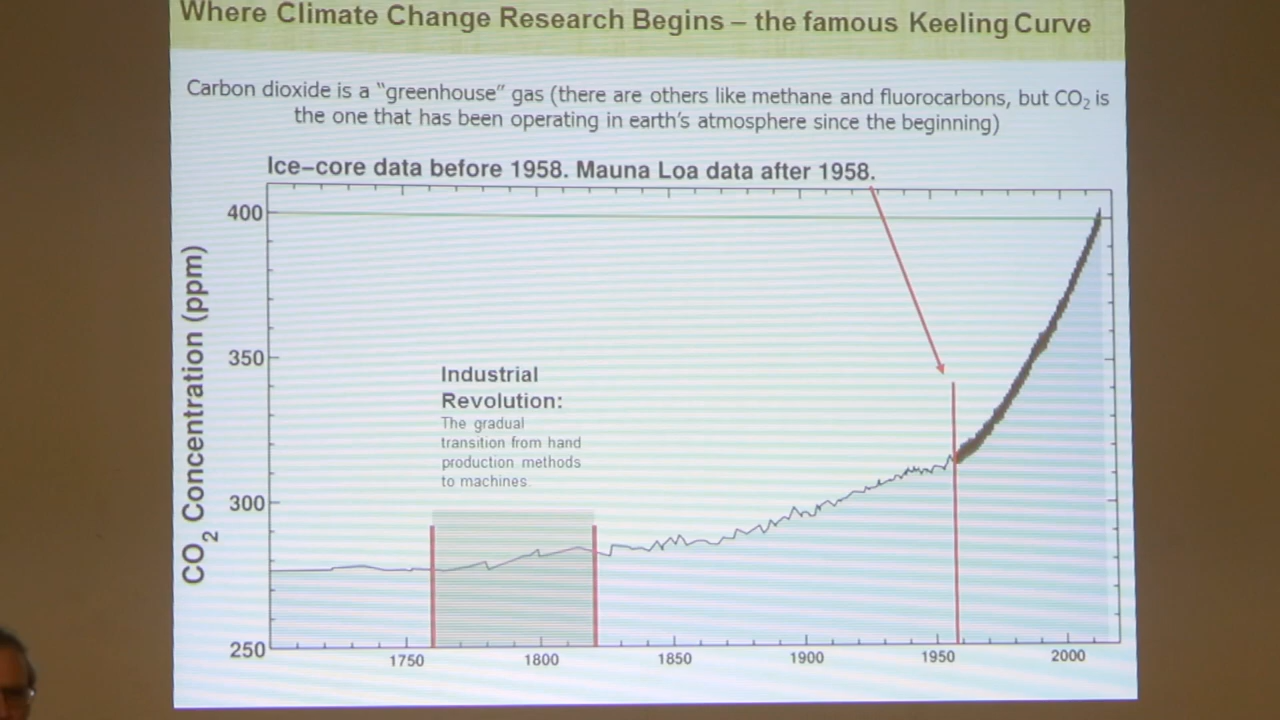 Where Climate Change Research Begins – the famous Keeling Curve
Carbon dioxide is a “greenhouse” gas (there are others like methane and fluorocarbons, but CO₂ is
the one that has been operating in earth’s atmosphere since the beginning)
Ice–core data before 1958. Mauna Loa data after 1958.
CO₂ Concentration (ppm)
400
350
300
250
Industrial
Revolution:
The gradual
transition from hand
production methods
to machines.
1750 1800 1850 1900 1950 2000